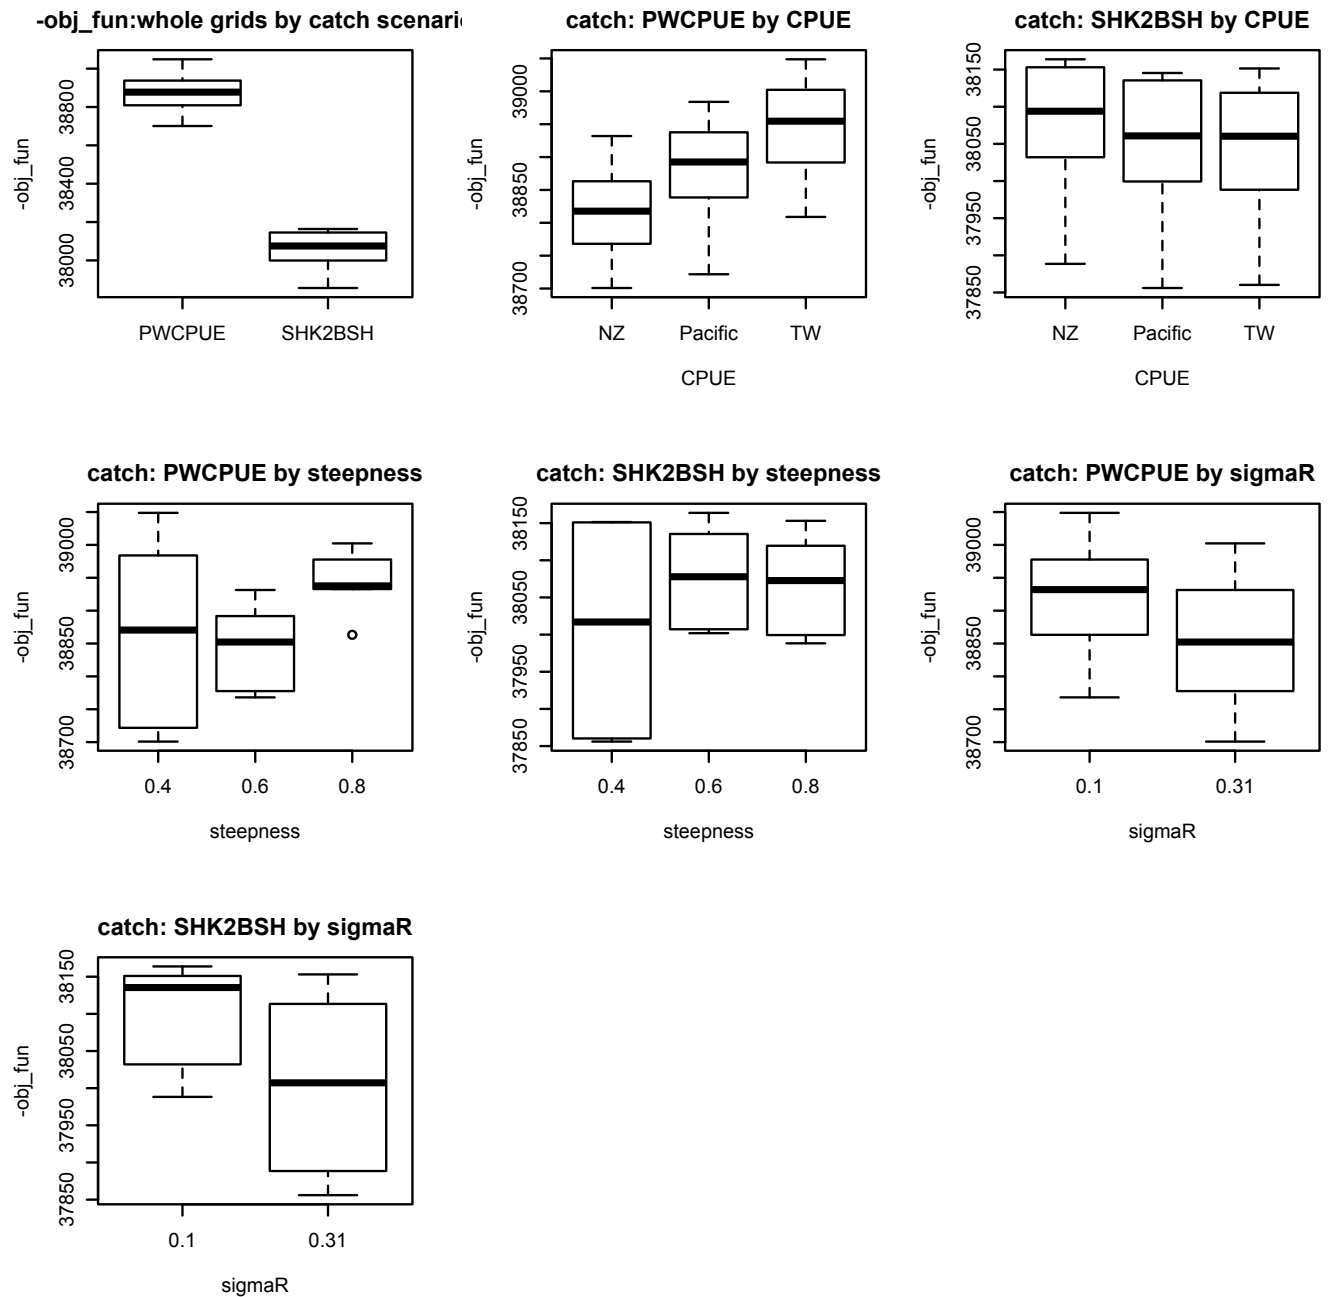 -obj_fun:whole grids by catch scenari
-obj_fun
38800
38400
38000
PWCPUE SHK2BSH
catch: PWCPUE by CPUE
-obj_fun
39000
38850
38700
NZ Pacific TW
CPUE
catch: SHK2BSH by CPUE
-obj_fun
38150
38050
37950
37850
NZ Pacific TW
CPUE
catch: PWCPUE by steepness
-obj_fun
39000
38850
38700
0.4 0.6 0.8
steepness
catch: SHK2BSH by steepness
-obj_fun
38150
38050
37950
37850
0.4 0.6 0.8
steepness
catch: PWCPUE by sigmaR
-obj_fun
39000
38850
38700
0.1 0.31
sigmaR
catch: SHK2BSH by sigmaR
-obj_fun
38150
38050
37950
37850
0.1 0.31
sigmaR